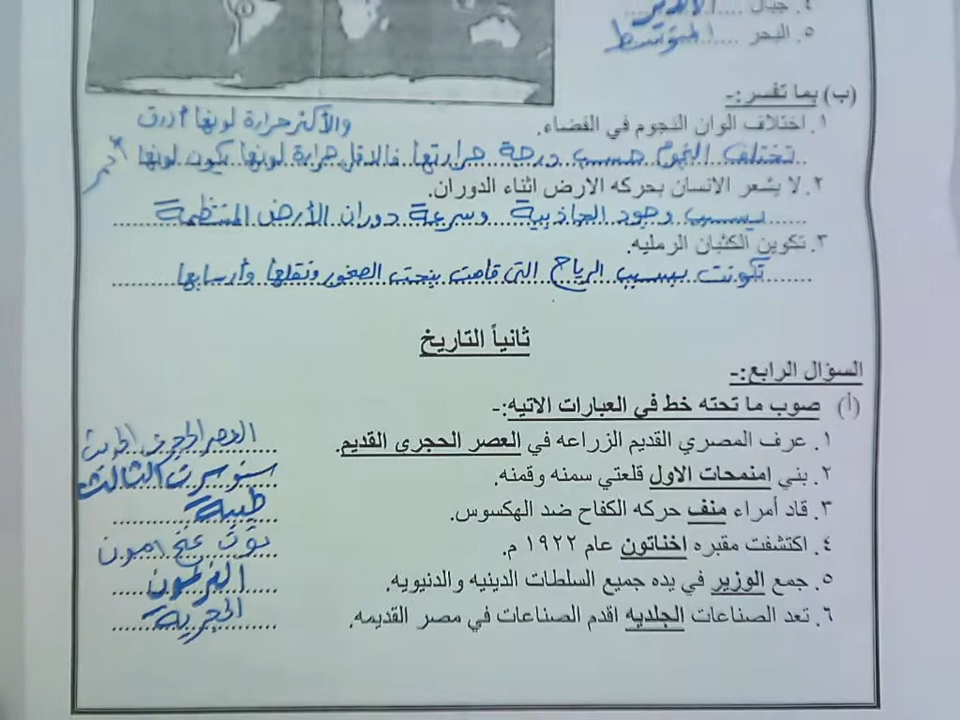 ٤. جبال ..... الأنديز
٥. البحر ..... المتوسط
(ب) بما تفسر:-
١. اختلاف الوان النجوم في الفضاء.
والأكثر حرارة لونها أزرق
تختلف النجوم حسب درجة حرارتها فالاقل حرارة لونها يكون لونها أحمر
٢. لا يشعر الانسان بحركه الارض اثناء الدوران.
بسبب وجود الجاذبية وسرعة دوران الأرض المنتظمة
٣. تكوين الكثبان الرمليه.
تكونت بسبب الرياح التي قامت بنحت الصخور ونقلها وأرسابها
ثانياً التاريخ
السؤال الرابع:-
(أ) صوب ما تحته خط في العبارات الاتيه:-
١. عرف المصري القديم الزراعه في العصر الحجري القديم. العصر الحجري الحديث
٢. بني امنمحات الاول قلعتي سمنه وقمنه. سنوسرت الثالث
٣. قاد أمراء منف حركه الكفاح ضد الهكسوس. طيبة
٤. اكتشفت مقبره اخناتون عام ١٩٢٢ م. توت عنخ امون
٥. جمع الوزير في يده جميع السلطات الدينيه والدنيويه. الفرعون
٦. تعد الصناعات الجلديه اقدم الصناعات في مصر القديمه. الحجرية